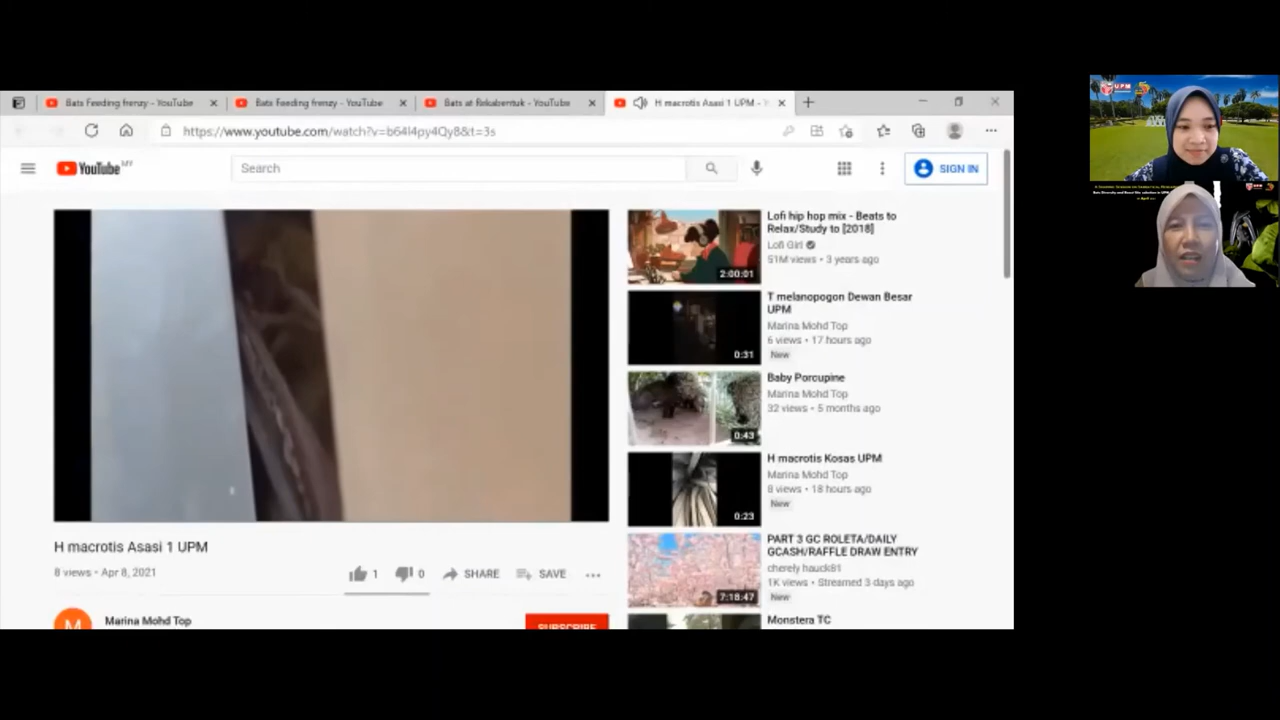 Bats Feeding frenzy - YouTube
Bats Feeding frenzy - YouTube
Bats at Rekabentuk - YouTube
H macrotis Asasi 1 UPM -
https://www.youtube.com/watch?v=b64l4py4Qy8&t=3s
YouTube MY
Search
SIGN IN
H macrotis Asasi 1 UPM
8 views • Apr 8, 2021
1
0
SHARE
SAVE
M
Marina Mohd Top
SUBSCRIBE
2:00:01
Lofi hip hop mix - Beats to
Relax/Study to [2018]
Lofi Girl
51M views • 3 years ago
0:31
T melanopogon Dewan Besar
UPM
Marina Mohd Top
6 views • 17 hours ago
New
0:43
Baby Porcupine
Marina Mohd Top
32 views • 5 months ago
0:23
H macrotis Kosas UPM
Marina Mohd Top
8 views • 18 hours ago
New
7:18:47
PART 3 GC ROLETA/DAILY
GCASH/RAFFLE DRAW ENTRY
cherely hauck81
1K views • Streamed 3 days ago
New
Monstera TC
UPM